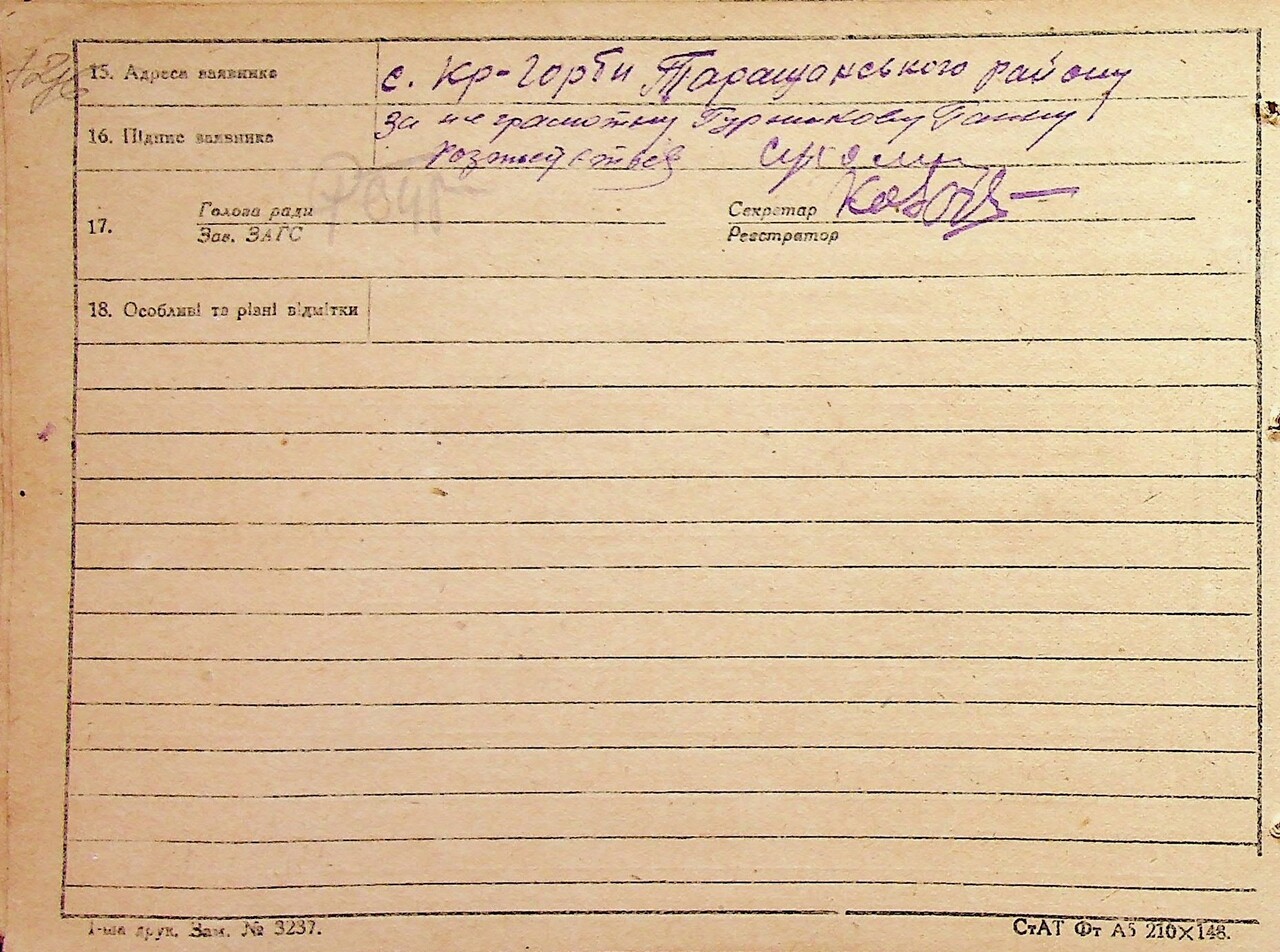 15. Адреса заявника с. Кр-Горби Таращанського району
16. Підпис заявника за неграмотну Ганну
17. Голова ради Секретар
Зав. ЗАГС Реєстратор
18. Особливі та різні відмітки
1-ша друк. Зам. № 3237. СтАТ Фт А5 210×148.